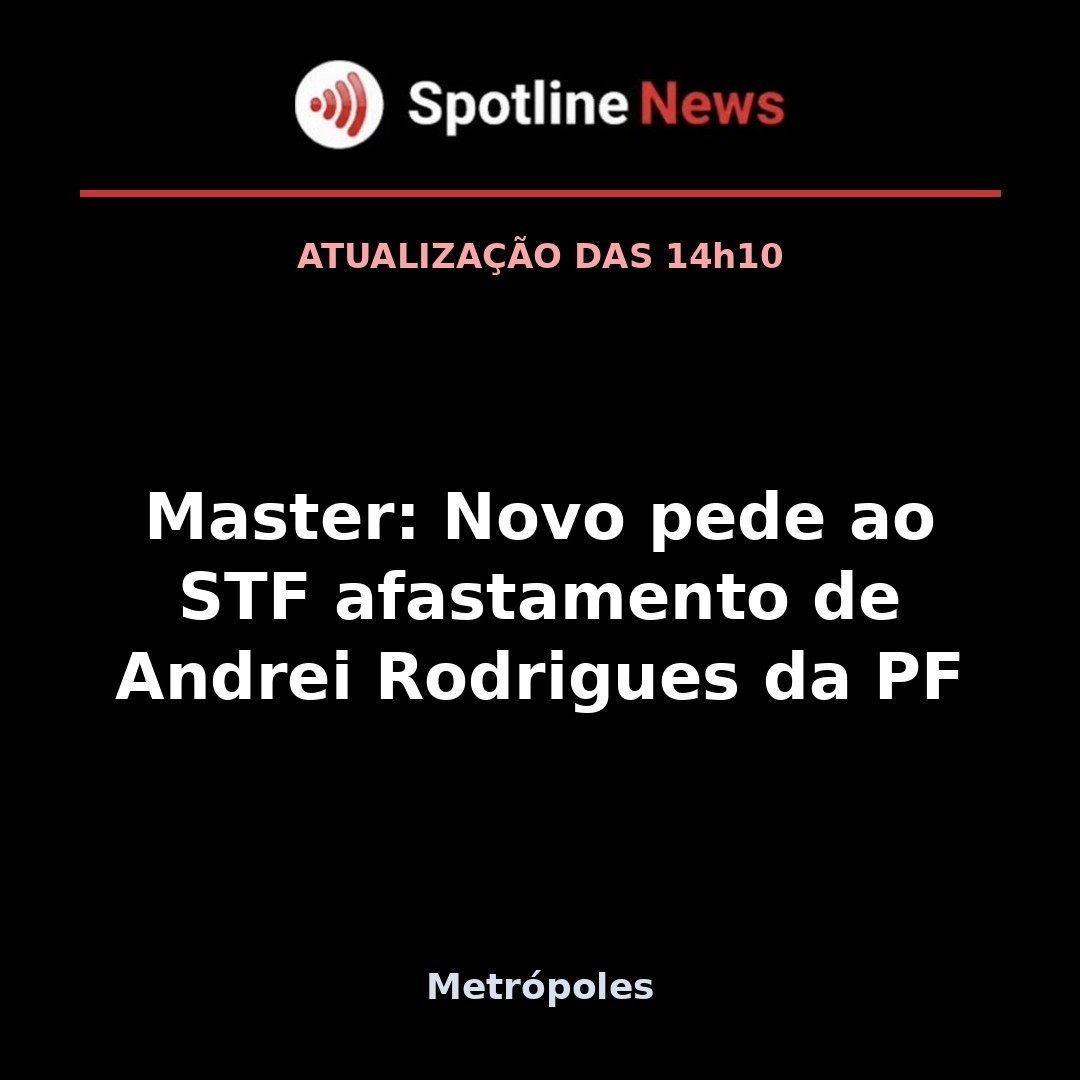 Spotline News
ATUALIZAÇÃO DAS 14h10
Master: Novo pede ao
STF afastamento de
Andrei Rodrigues da PF
Metrópoles